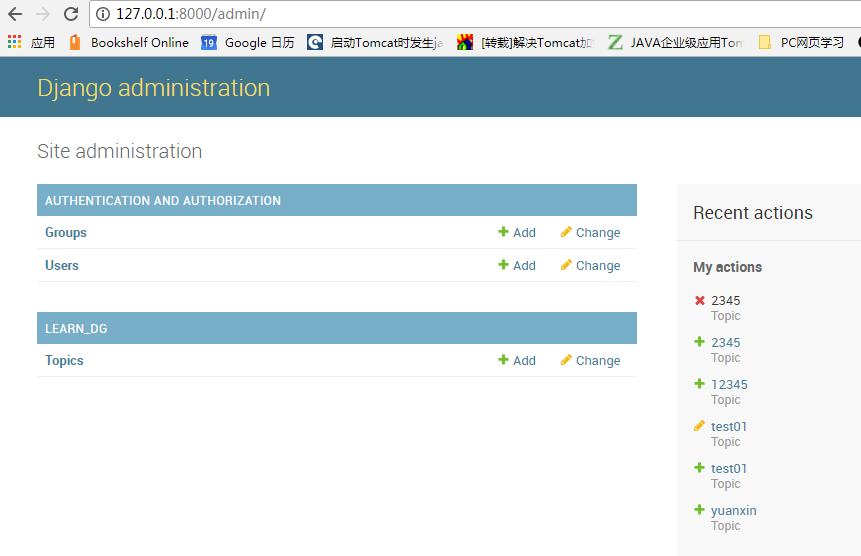 127.0.0.1:8000/admin/
应用 Bookshelf Online 19 Google 日历 启动Tomcat时发生ja [转载]解决Tomcat加 Z JAVA企业级应用Tom PC网页学习
Django administration
Site administration
AUTHENTICATION AND AUTHORIZATION
Groups Add Change
Users Add Change
LEARN_DG
Topics Add Change
Recent actions
My actions
2345
Topic
2345
Topic
12345
Topic
test01
Topic
test01
Topic
yuanxin
Topic